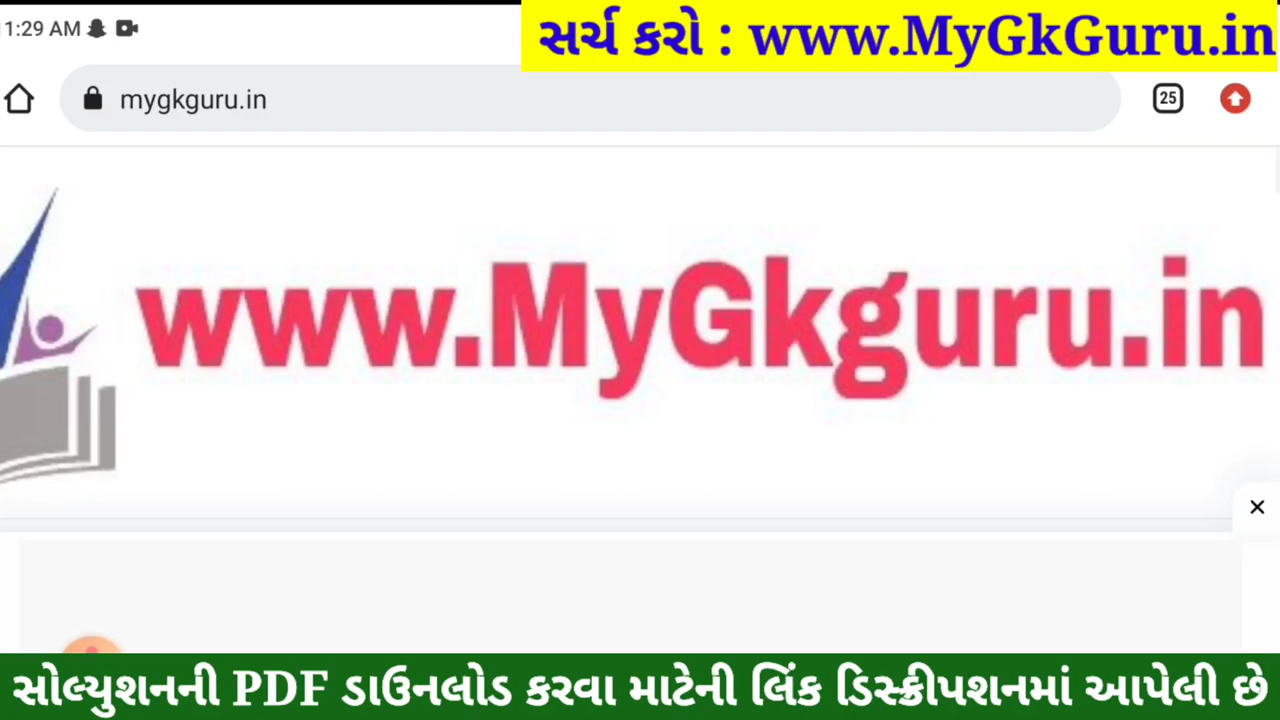 11:29 AM
સર્ચ કરો : www.MyGkGuru.in
mygkguru.in
25
www.MyGkguru.in
સોલ્યુશનની PDF ડાઉનલોડ કરવા માટેની લિંક ડિસ્ક્રીપશનમાં આપેલી છે